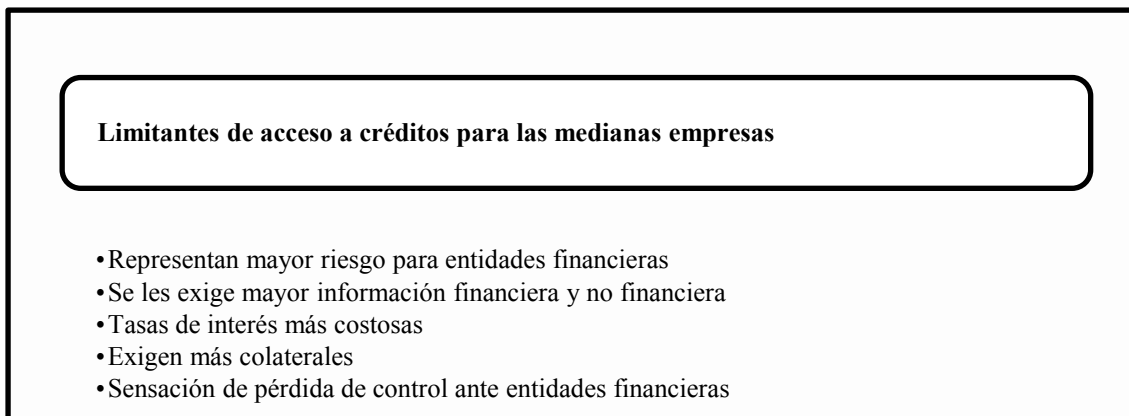 Limitantes de acceso a créditos para las medianas empresas
•Representan mayor riesgo para entidades financieras
•Se les exige mayor información financiera y no financiera
•Tasas de interés más costosas
•Exigen más colaterales
•Sensación de pérdida de control ante entidades financieras